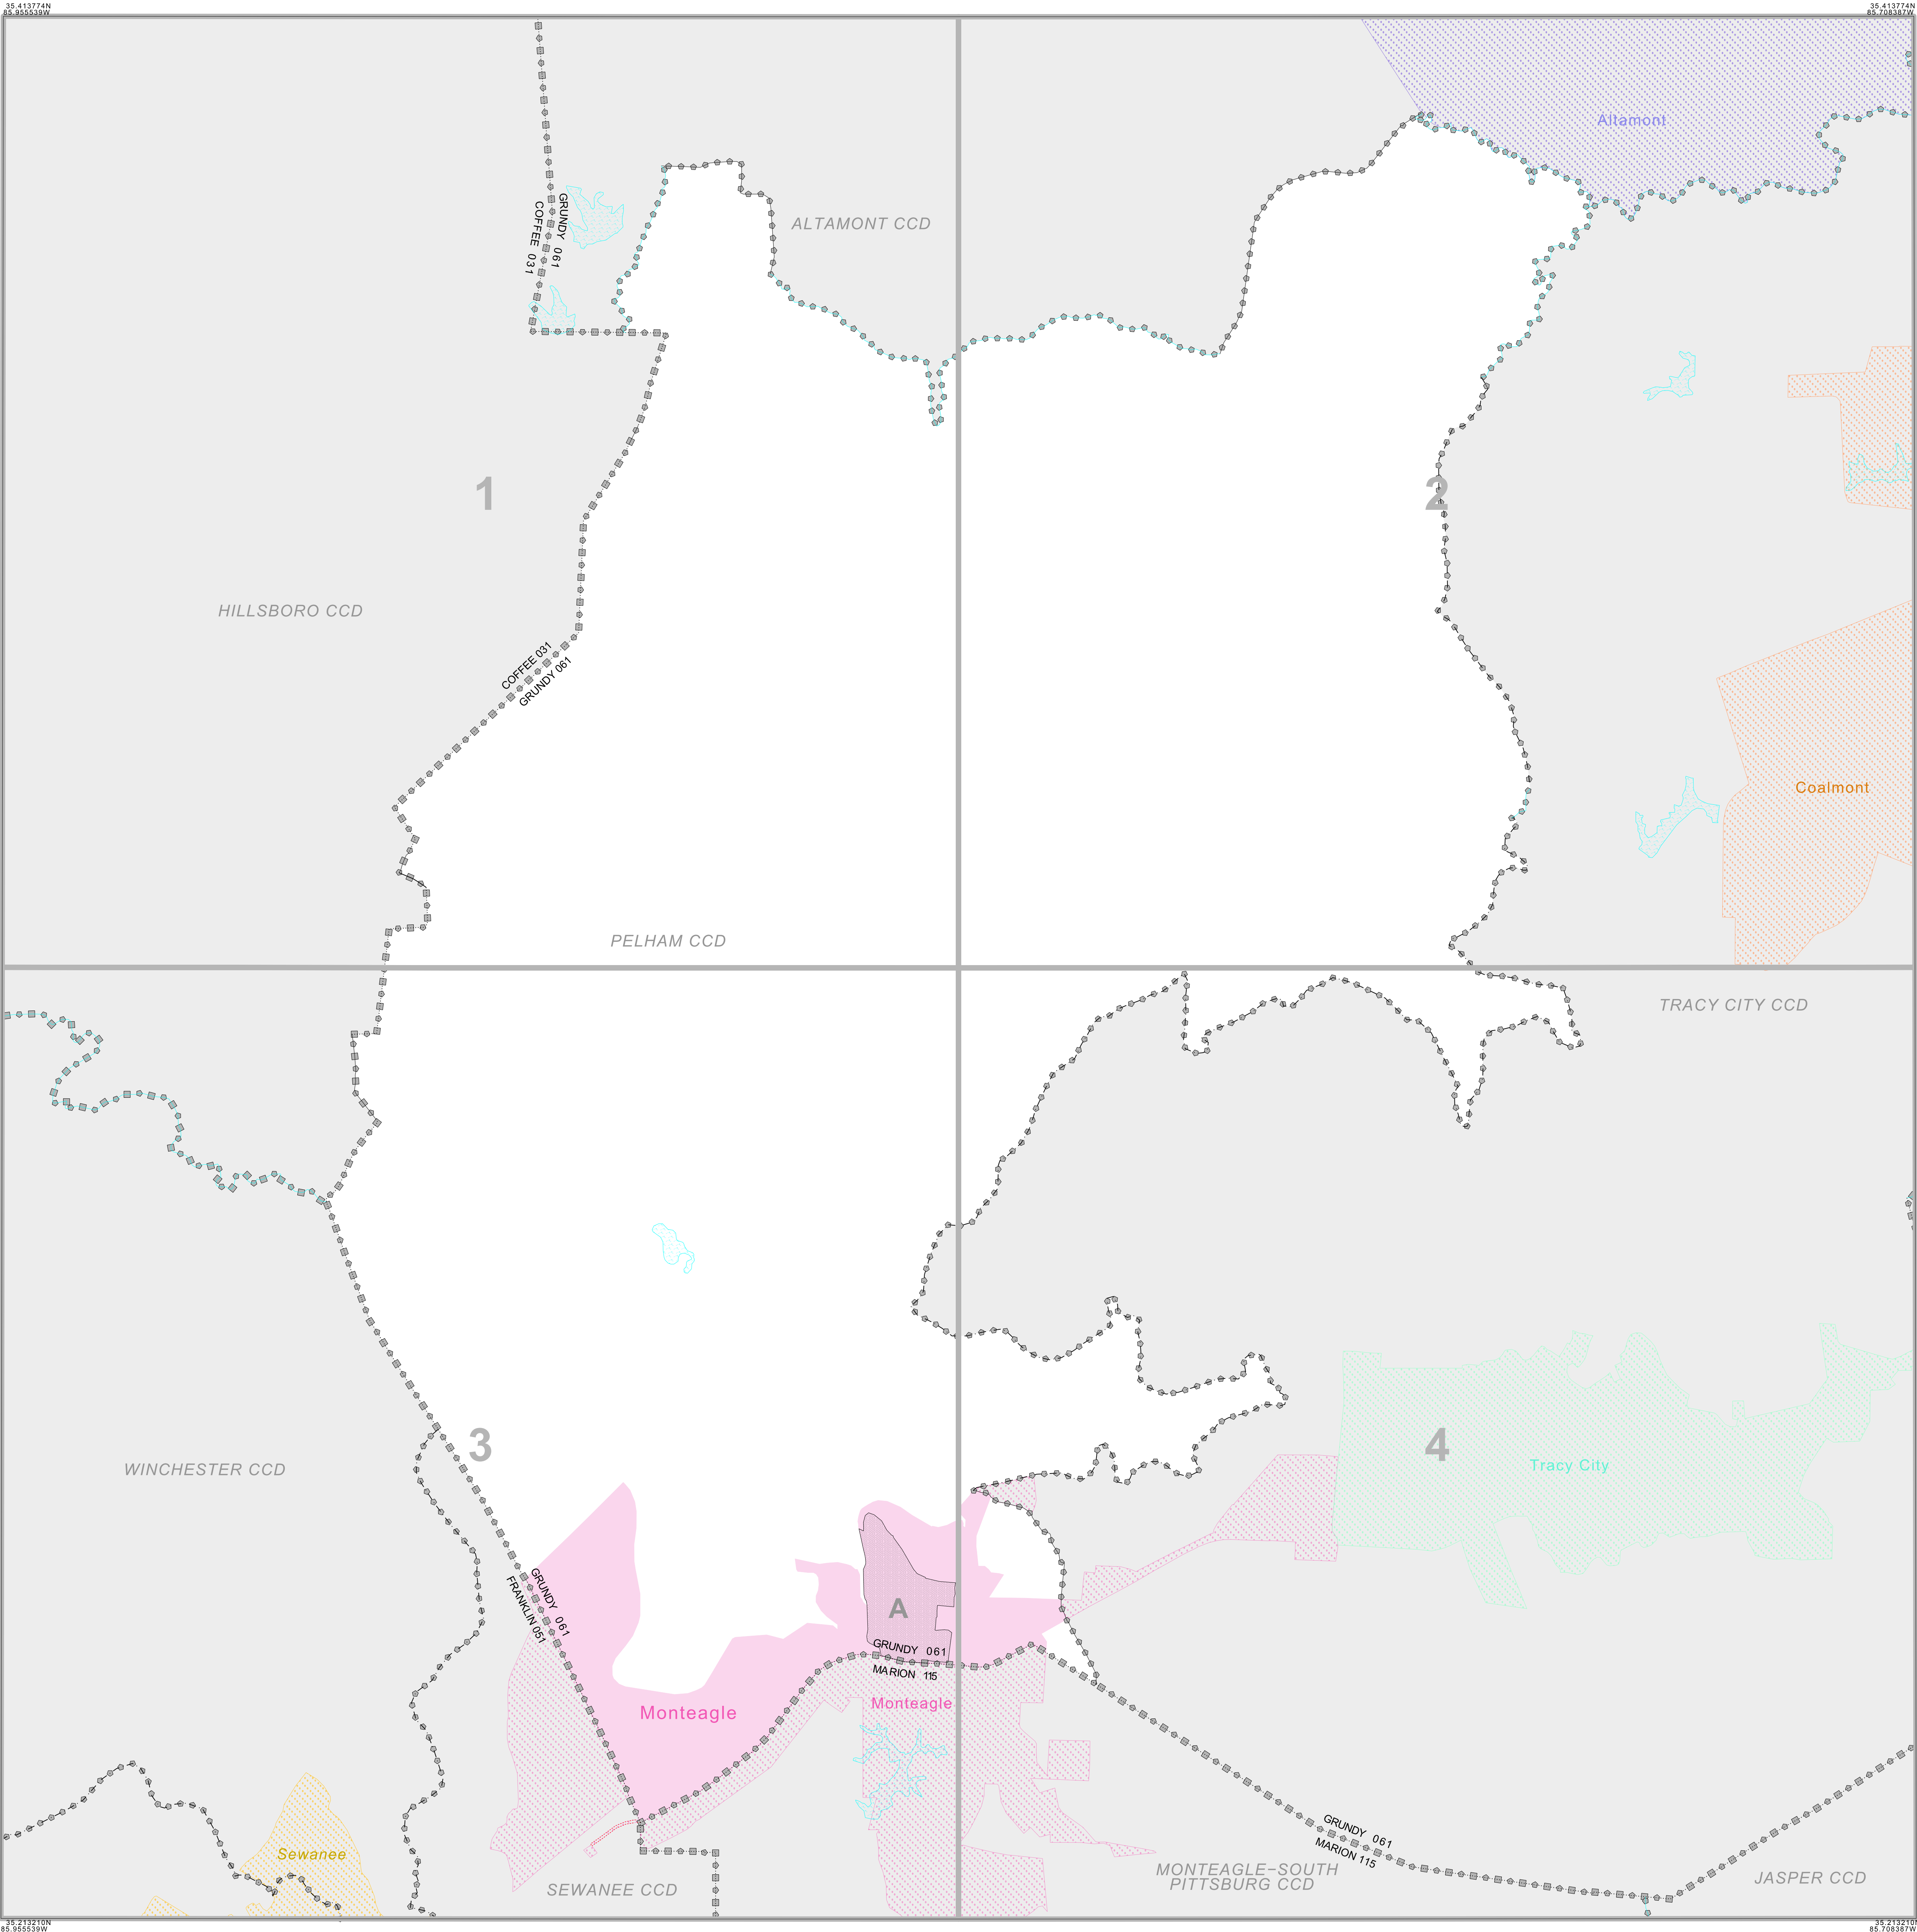 35.413774N
85.955539W
35.413774N
85.708387W
Altamont
GRUNDY 061
COFFEE 031
ALTAMONT CCD
1
2
HILLSBORO CCD
COFFEE 031
GRUNDY 061
Coalmont
PELHAM CCD
TRACY CITY CCD
3
4
WINCHESTER CCD
Tracy City
GRUNDY 061
FRANKLIN 051
A
GRUNDY 061
MARION 115
Monteagle
Monteagle
GRUNDY 061
MARION 115
Sewanee
SEWANEE CCD
MONTEAGLE–SOUTH
PITTSBURG CCD
JASPER CCD
35.213210N
85.955539W
35.213210N
85.708387W